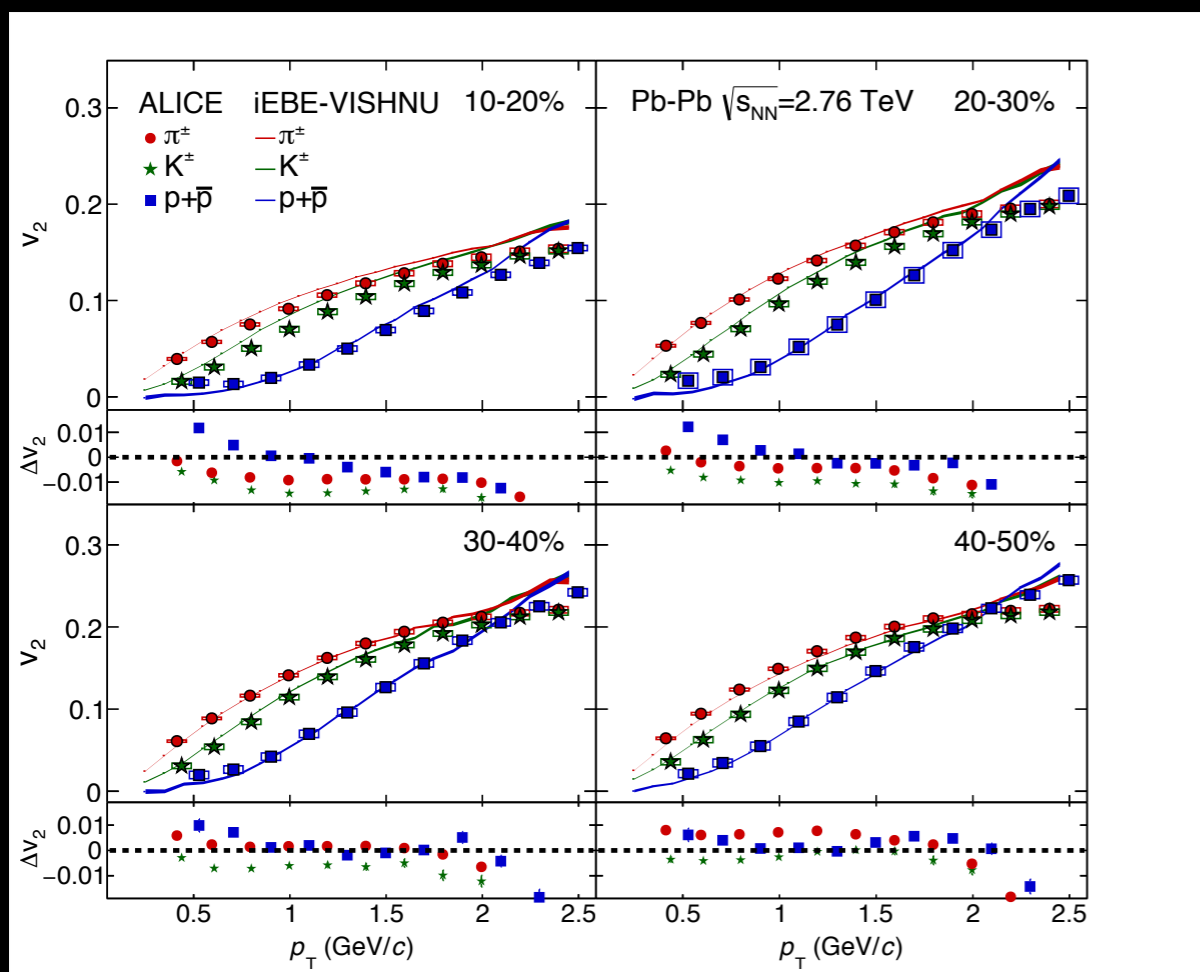 ALICE iEBE-VISHNU 10-20%
π± π±
K± K±
p+p̅ p+p̅
Pb-Pb √sNN=2.76 TeV 20-30%
v2
0.3
0.2
0.1
0
Δv2
0.01
0
−0.01
30-40%
40-50%
v2
0.3
0.2
0.1
0
Δv2
0.01
0
−0.01
0.5 1 1.5 2 2.5
0.5 1 1.5 2 2.5
pT (GeV/c)
pT (GeV/c)